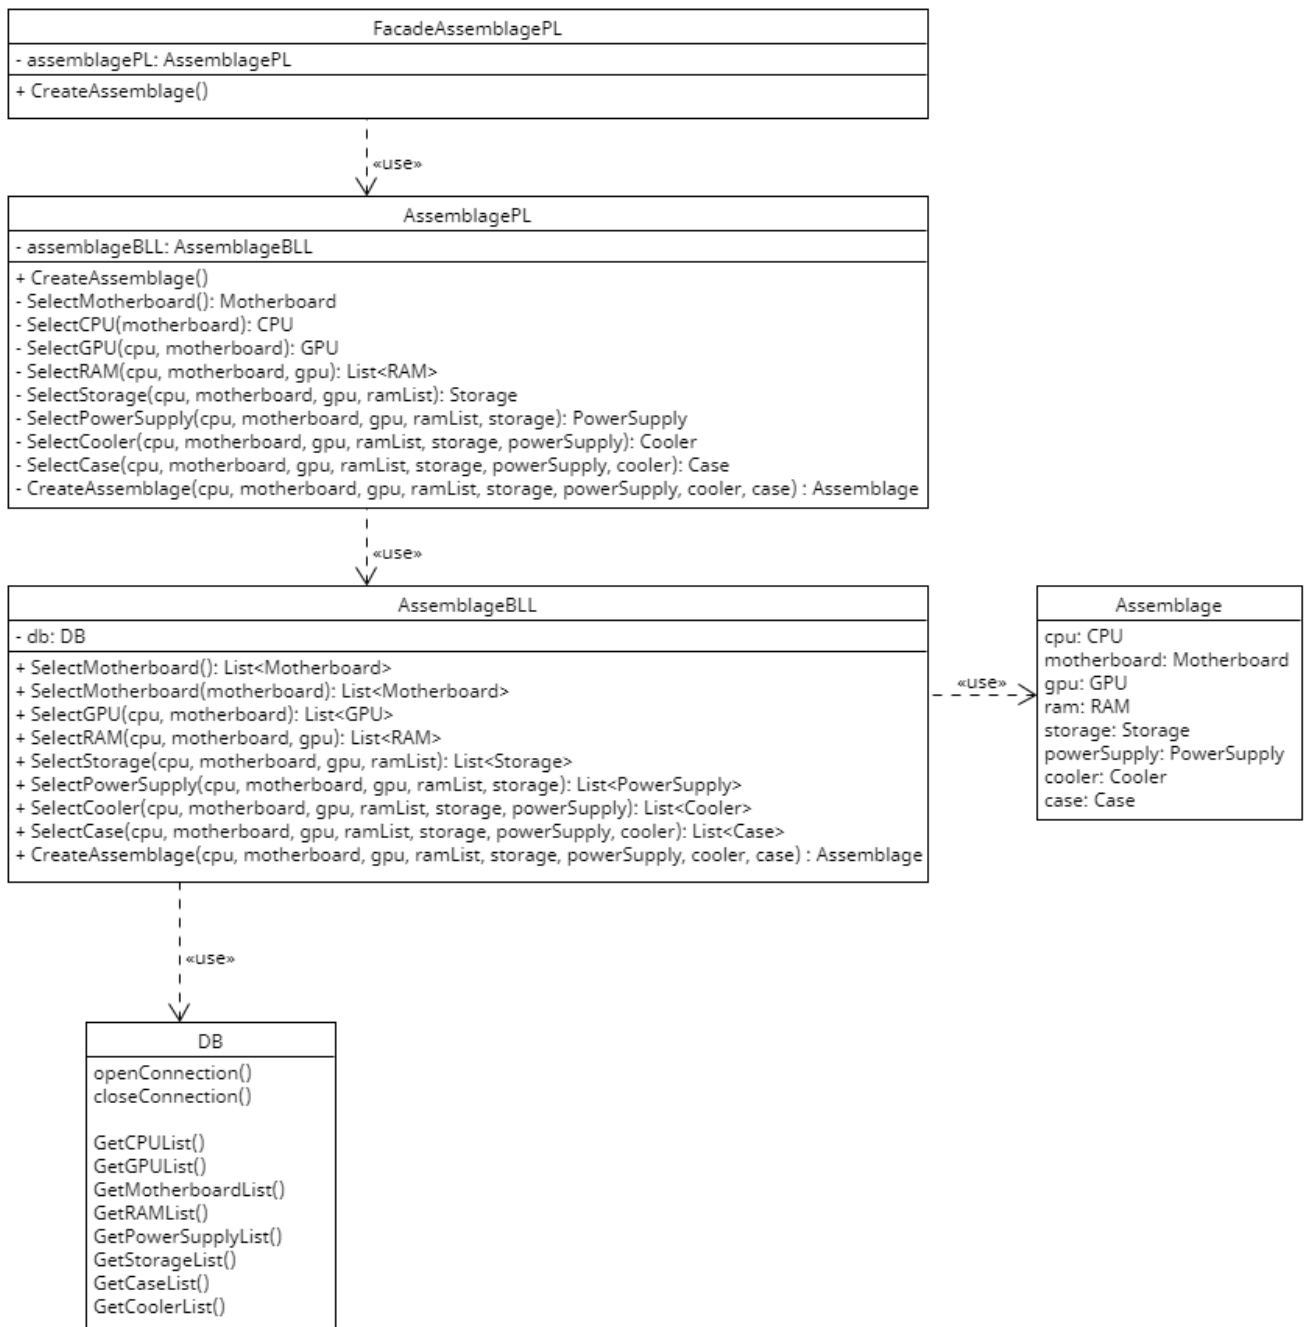 FacadeAssemblagePL
- assemblagePL: AssemblagePL
+ CreateAssemblage()
«use»
AssemblagePL
- assemblageBLL: AssemblageBLL
+ CreateAssemblage()
- SelectMotherboard(): Motherboard
- SelectCPU(motherboard): CPU
- SelectGPU(cpu, motherboard): GPU
- SelectRAM(cpu, motherboard, gpu): List<RAM>
- SelectStorage(cpu, motherboard, gpu, ramList): Storage
- SelectPowerSupply(cpu, motherboard, gpu, ramList, storage): PowerSupply
- SelectCooler(cpu, motherboard, gpu, ramList, storage, powerSupply): Cooler
- SelectCase(cpu, motherboard, gpu, ramList, storage, powerSupply, cooler): Case
- CreateAssemblage(cpu, motherboard, gpu, ramList, storage, powerSupply, cooler, case) : Assemblage
«use»
AssemblageBLL
- db: DB
+ SelectMotherboard(): List<Motherboard>
+ SelectMotherboard(motherboard): List<Motherboard>
+ SelectGPU(cpu, motherboard): List<GPU>
+ SelectRAM(cpu, motherboard, gpu): List<RAM>
+ SelectStorage(cpu, motherboard, gpu, ramList): List<Storage>
+ SelectPowerSupply(cpu, motherboard, gpu, ramList, storage): List<PowerSupply>
+ SelectCooler(cpu, motherboard, gpu, ramList, storage, powerSupply): List<Cooler>
+ SelectCase(cpu, motherboard, gpu, ramList, storage, powerSupply, cooler): List<Case>
+ CreateAssemblage(cpu, motherboard, gpu, ramList, storage, powerSupply, cooler, case) : Assemblage
«use»
Assemblage
cpu: CPU
motherboard: Motherboard
gpu: GPU
ram: RAM
storage: Storage
powerSupply: PowerSupply
cooler: Cooler
case: Case
«use»
DB
openConnection()
closeConnection()
GetCPUList()
GetGPUList()
GetMotherboardList()
GetRAMList()
GetPowerSupplyList()
GetStorageList()
GetCaseList()
GetCoolerList()